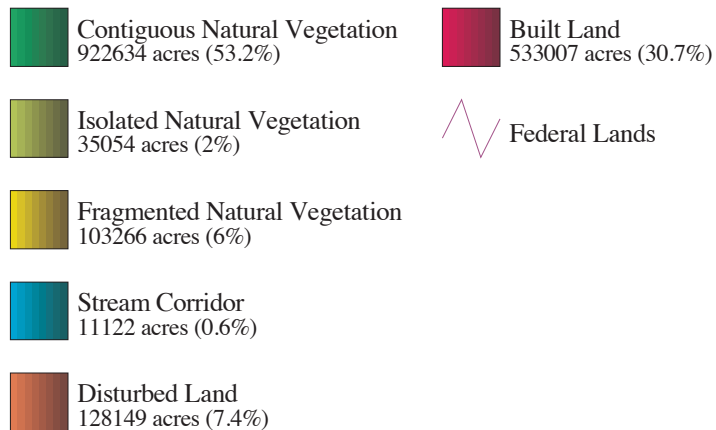 Contiguous Natural Vegetation
922634 acres (53.2%)
Isolated Natural Vegetation
35054 acres (2%)
Fragmented Natural Vegetation
103266 acres (6%)
Stream Corridor
11122 acres (0.6%)
Disturbed Land
128149 acres (7.4%)
Built Land
533007 acres (30.7%)
Federal Lands